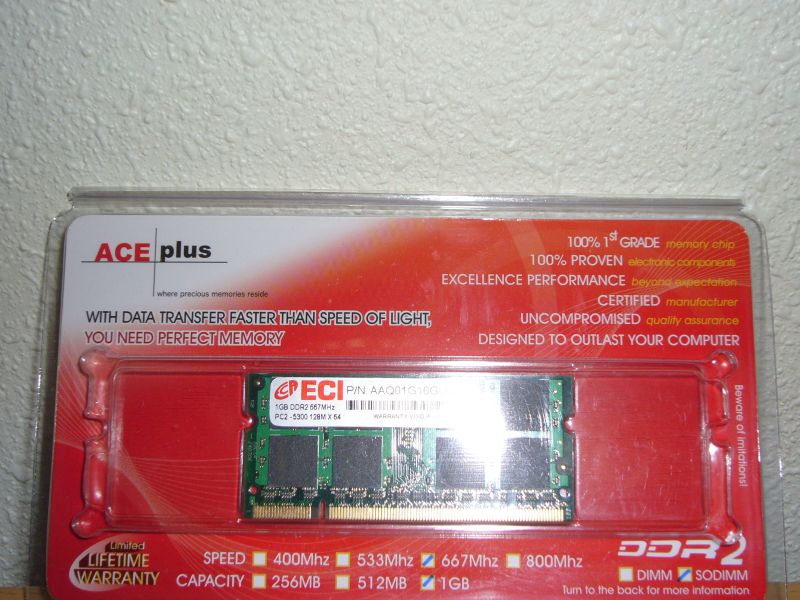 ACE plus
where precious memories reside
WITH DATA TRANSFER FASTER THAN SPEED OF LIGHT,
YOU NEED PERFECT MEMORY
100% 1st GRADE memory chip
100% PROVEN electronic components
EXCELLENCE PERFORMANCE beyond expectation
CERTIFIED manufacturer
UNCOMPROMISED quality assurance
DESIGNED TO OUTLAST YOUR COMPUTER
ECI P/N: AAQ01G16G
1GB DDR2 667MHz
PC2 - 5300 128M X 64
WARRANTY VOID
Beware of imitations!
Limited
LIFETIME
WARRANTY
SPEED 400Mhz 533Mhz 667Mhz 800Mhz
CAPACITY 256MB 512MB 1GB
DDR2
DIMM SODIMM
Turn to the back for more information